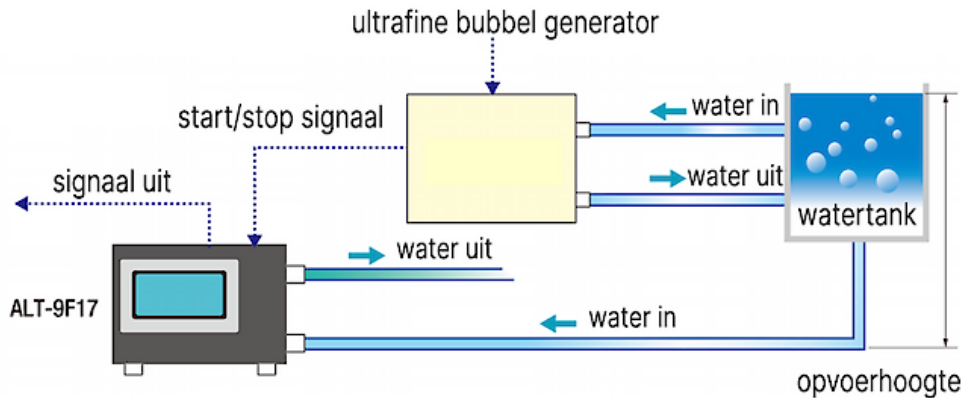 ultrafine bubbel generator
start/stop signaal
water in
signaal uit
water uit
watertank
water uit
ALT-9F17
water in
opvoerhoogte